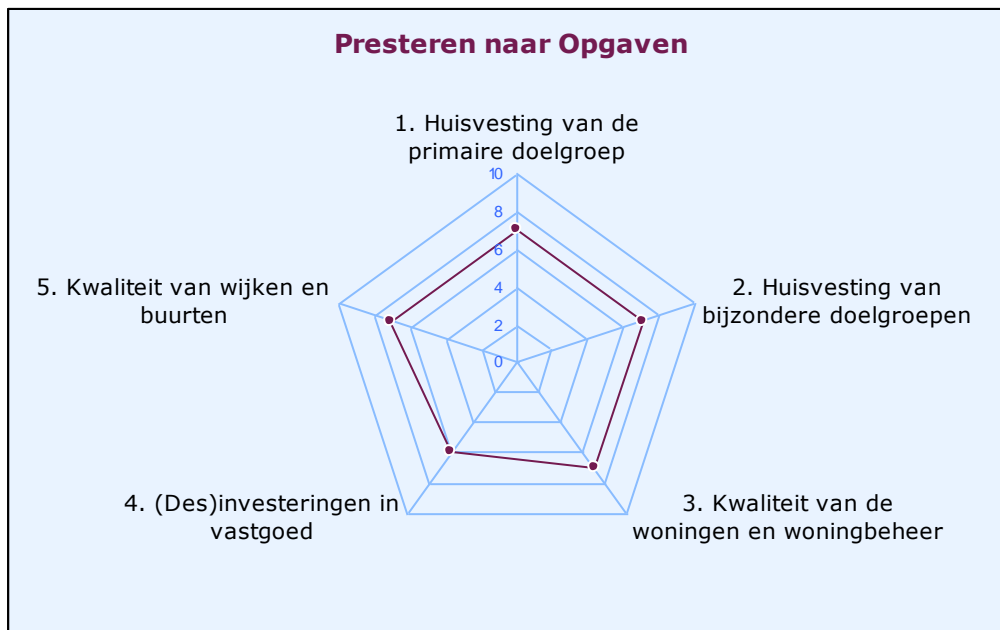 Presteren naar Opgaven
1. Huisvesting van de
primaire doelgroep
10
8
6
4
2
0
2. Huisvesting van
bijzondere doelgroepen
3. Kwaliteit van de
woningen en woningbeheer
4. (Des)investeringen in
vastgoed
5. Kwaliteit van wijken en
buurten